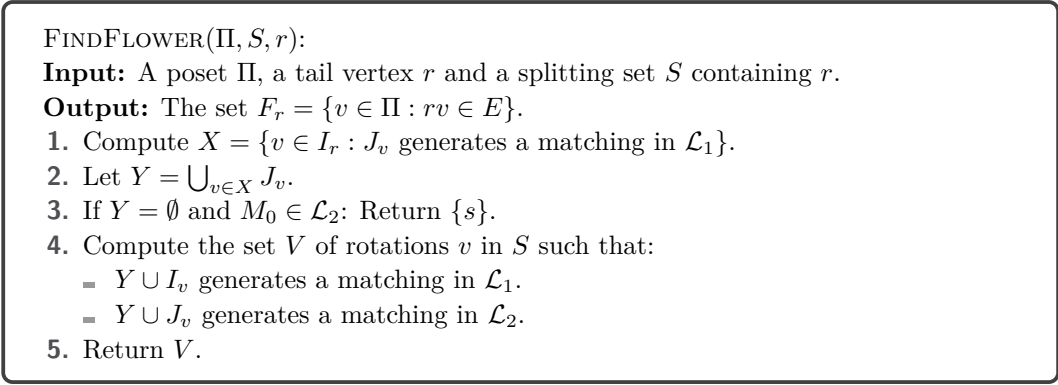 FINDFLOWER(Π, S, r):
Input: A poset Π, a tail vertex r and a splitting set S containing r.
Output: The set F_r = {v ∈ Π : rv ∈ E}.
1. Compute X = {v ∈ I_r : J_v generates a matching in ℒ_1}.
2. Let Y = ⋃_{v∈X} J_v.
3. If Y = ∅ and M_0 ∈ ℒ_2: Return {s}.
4. Compute the set V of rotations v in S such that:
Y ∪ I_v generates a matching in ℒ_1.
Y ∪ J_v generates a matching in ℒ_2.
5. Return V.